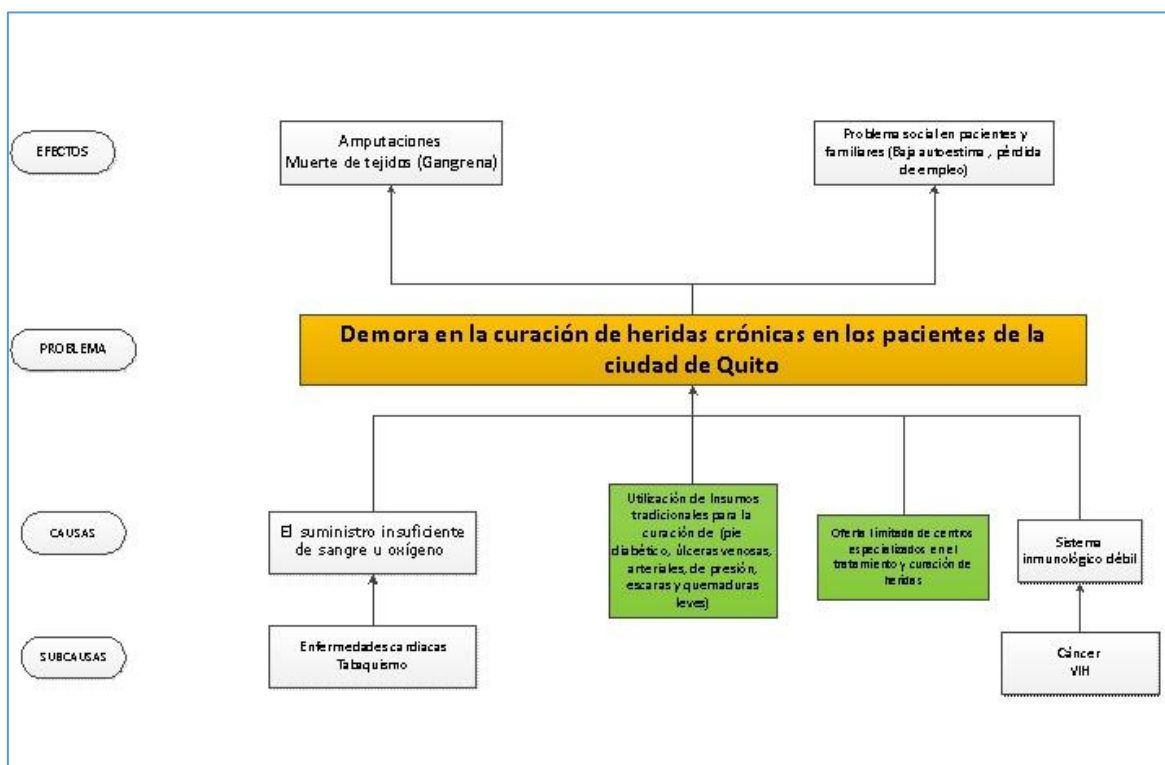 EFECTOS
Amputaciones
Muerte de tejidos (Gangrena)
Problema social en pacientes y
familiares (Baja autoestima , pérdida
de empleo)
PROBLEMA
Demora en la curación de heridas crónicas en los pacientes de la
ciudad de Quito
CAUSAS
El suministro insuficiente
de sangre u oxígeno
Utilización de Insumos
tradicionales para la
curación de (pie
diabético, úlceras venosas,
arteriales, de presión,
escaras y quemaduras
leves)
Oferta Limitada de centros
especializados en el
tratamiento y curación de
heridas
Sistema
inmunológico débil
SUBCAUSAS
Enfermedades cardiacas
Tabaquismo
Cáncer
VIH